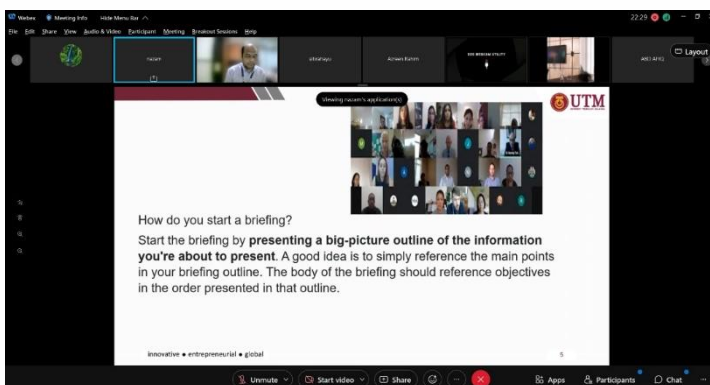 Webex
Meeting Info
Hide Menu Bar
22:29
File Edit Share View Audio & Video Participant Meeting Breakout Sessions Help
Layout
nazam
Azreen Rahim
Viewing nazam's application(s)
UTM
How do you start a briefing?
Start the briefing by presenting a big-picture outline of the information
you're about to present. A good idea is to simply reference the main points
in your briefing outline. The body of the briefing should reference objectives
in the order presented in that outline.
innovative ● entrepreneurial ● global
5
Unmute
Start video
Share
Apps
Participants
Chat